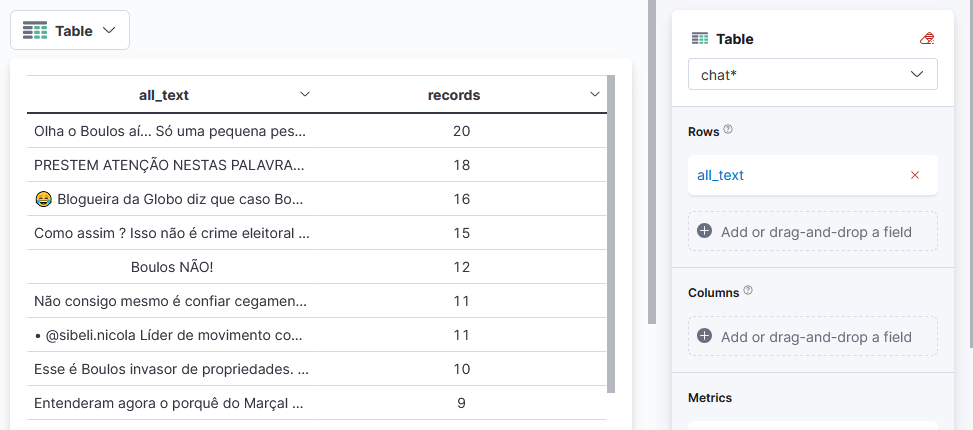 Table
all_text records
Olha o Boulos aí... Só uma pequena pes... 20
PRESTEM ATENÇÃO NESTAS PALAVRA... 18
😂 Blogueira da Globo diz que caso Bo... 16
Como assim ? Isso não é crime eleitoral ... 15
Boulos NÃO! 12
Não consigo mesmo é confiar cegamen... 11
• @sibeli.nicola Líder de movimento co... 11
Esse é Boulos invasor de propriedades. ... 10
Entenderam agora o porquê do Marçal ... 9
Table
chat*
Rows ?
all_text ×
Add or drag-and-drop a field
Columns ?
Add or drag-and-drop a field
Metrics